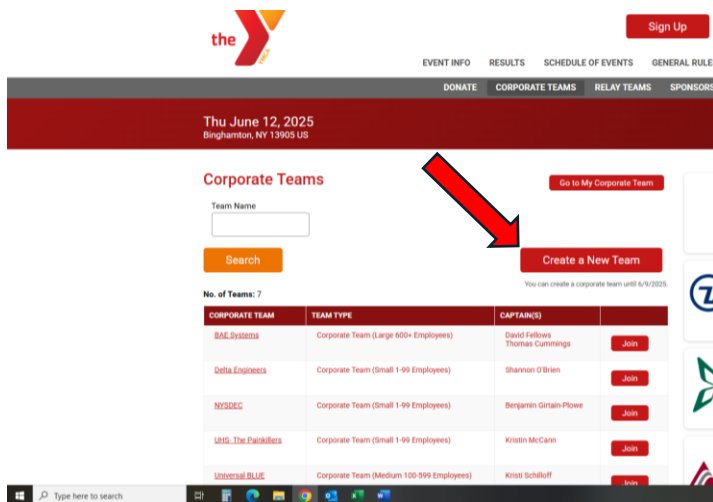 the
YMCA
Sign Up
EVENT INFO RESULTS SCHEDULE OF EVENTS GENERAL RULE
DONATE CORPORATE TEAMS RELAY TEAMS SPONSORS
Thu June 12, 2025
Binghamton, NY 13905 US
Corporate Teams
Go to My Corporate Team
Team Name
Search
Create a New Team
You can create a corporate team until 6/9/2025.
No. of Teams: 7
CORPORATE TEAM TEAM TYPE CAPTAIN(S)
BAE Systems Corporate Team (Large 600+ Employees) David Fellows
Thomas Cummings Join
Delta Engineers Corporate Team (Small 1-99 Employees) Shannon O'Brien Join
NYSDEC Corporate Team (Small 1-99 Employees) Benjamin Girtain-Plowe Join
UHS- The Painkillers Corporate Team (Small 1-99 Employees) Kristin McCann Join
Universal BLUE Corporate Team (Medium 100-599 Employees) Kristi Schilloff Join
Type here to search